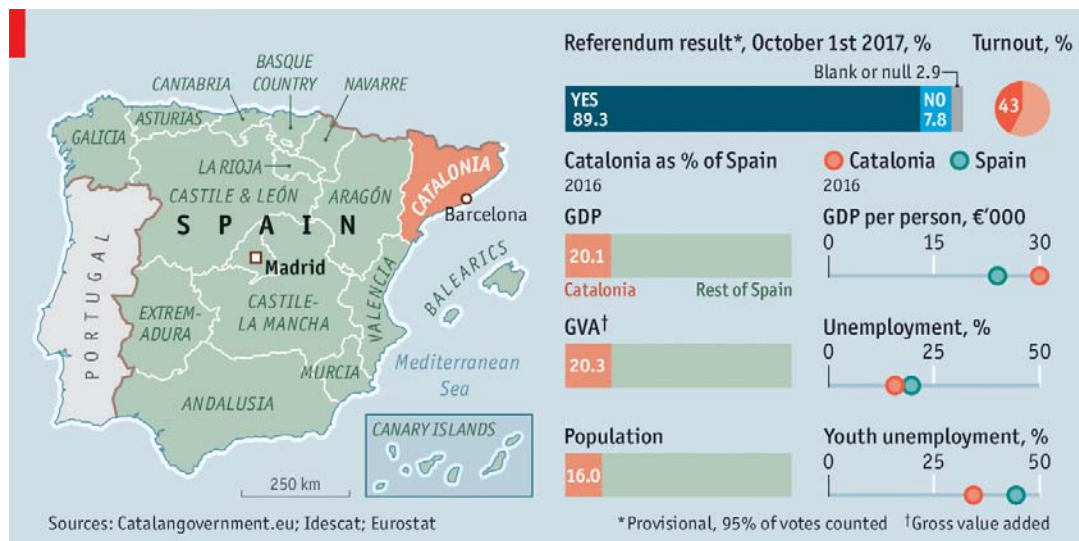 BASQUE
COUNTRY
CANTABRIA
NAVARRE
ASTURIAS
GALICIA
LA RIOJA
CATALONIA
CASTILE & LEÓN
ARAGÓN
SPAIN
Barcelona
Madrid
PORTUGAL
BALEARICS
VALENCIA
EXTREM-
ADURA
CASTILE-
LA MANCHA
Mediterranean
Sea
MURCIA
ANDALUSIA
CANARY ISLANDS
250 km
Sources: Catalangovernment.eu; Idescat; Eurostat
Referendum result*, October 1st 2017, %
Blank or null 2.9
YES
89.3
NO
7.8
Turnout, %
43
Catalonia as % of Spain
2016
GDP
20.1
Catalonia Rest of Spain
GVA†
20.3
Population
16.0
Catalonia Spain
2016
GDP per person, €’000
0 15 30
Unemployment, %
0 25 50
Youth unemployment, %
0 25 50
*Provisional, 95% of votes counted †Gross value added